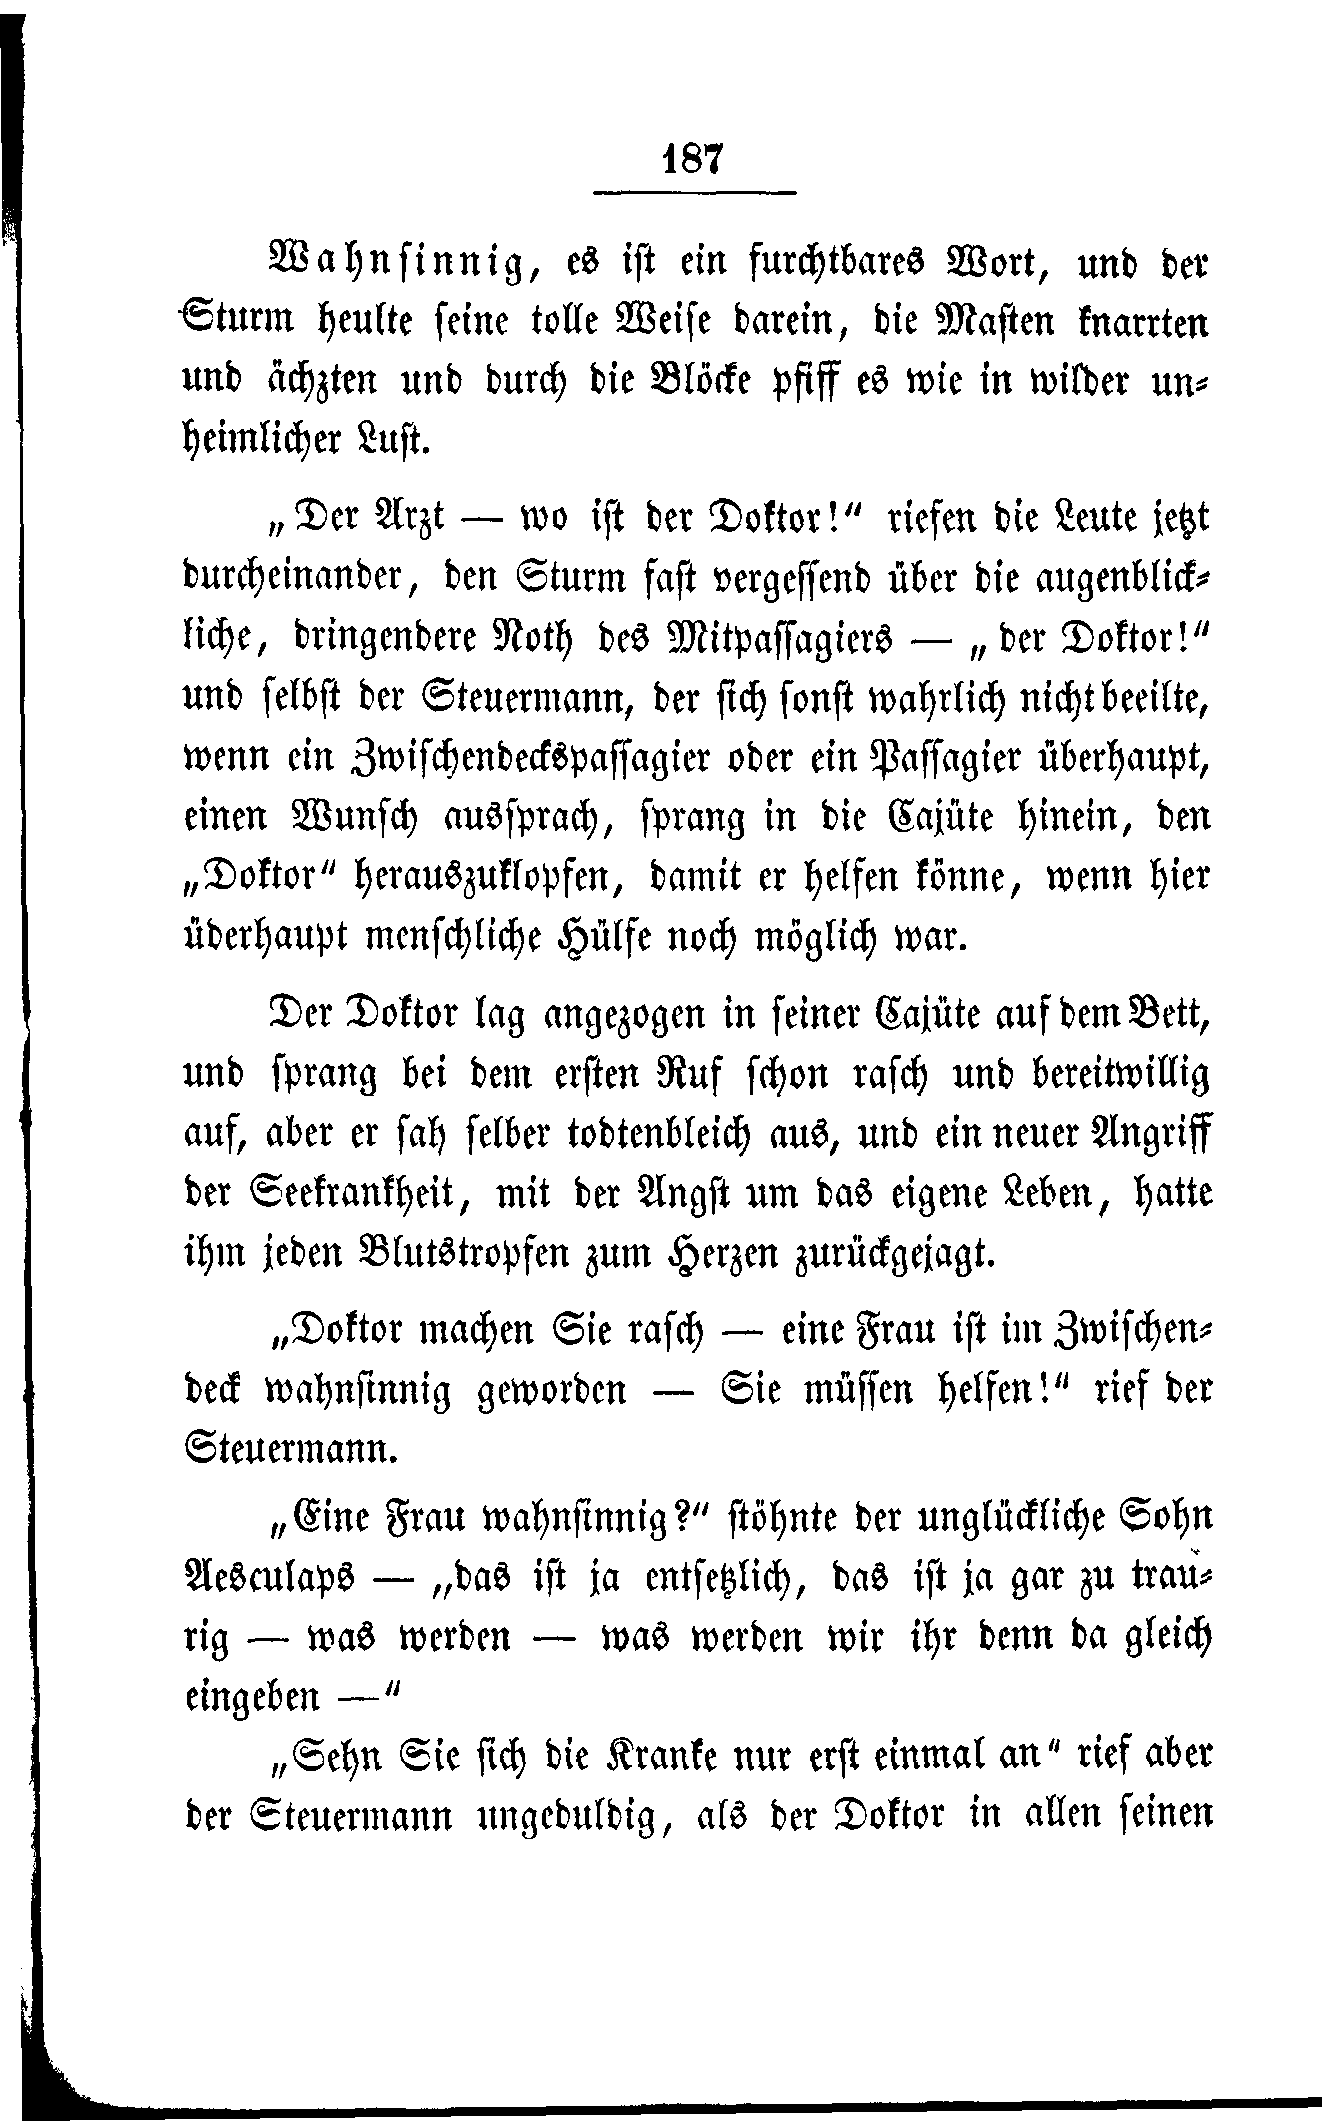 187
Wahnsinnig, es ist ein furchtbares Wort, und der
Sturm heulte seine tolle Weise darein, die Masten knarrten
und ächzten und durch die Blöcke pfiff es wie in wilder un-
heimlicher Lust.
„Der Arzt — wo ist der Doktor!“ riefen die Leute jetzt
durcheinander, den Sturm fast vergessend über die augenblick-
liche, dringendere Noth des Mitpassagiers — „der Doktor!“
und selbst der Steuermann, der sich sonst wahrlich nicht beeilte,
wenn ein Zwischendeckspassagier oder ein Passagier überhaupt,
einen Wunsch aussprach, sprang in die Cajüte hinein, den
„Doktor“ herauszuklopfen, damit er helfen könne, wenn hier
üderhaupt menschliche Hülfe noch möglich war.
Der Doktor lag angezogen in seiner Cajüte auf dem Bett,
und sprang bei dem ersten Ruf schon rasch und bereitwillig
auf, aber er sah selber todtenbleich aus, und ein neuer Angriff
der Seekrankheit, mit der Angst um das eigene Leben, hatte
ihm jeden Blutstropfen zum Herzen zurückgejagt.
„Doktor machen Sie rasch — eine Frau ist im Zwischen-
deck wahnsinnig geworden — Sie müssen helfen!“ rief der
Steuermann.
„Eine Frau wahnsinnig?“ stöhnte der unglückliche Sohn
Aesculaps — „das ist ja entsetzlich, das ist ja gar zu trau-
rig — was werden — was werden wir ihr denn da gleich
eingeben —“
„Sehn Sie sich die Kranke nur erst einmal an“ rief aber
der Steuermann ungeduldig, als der Doktor in allen seinen